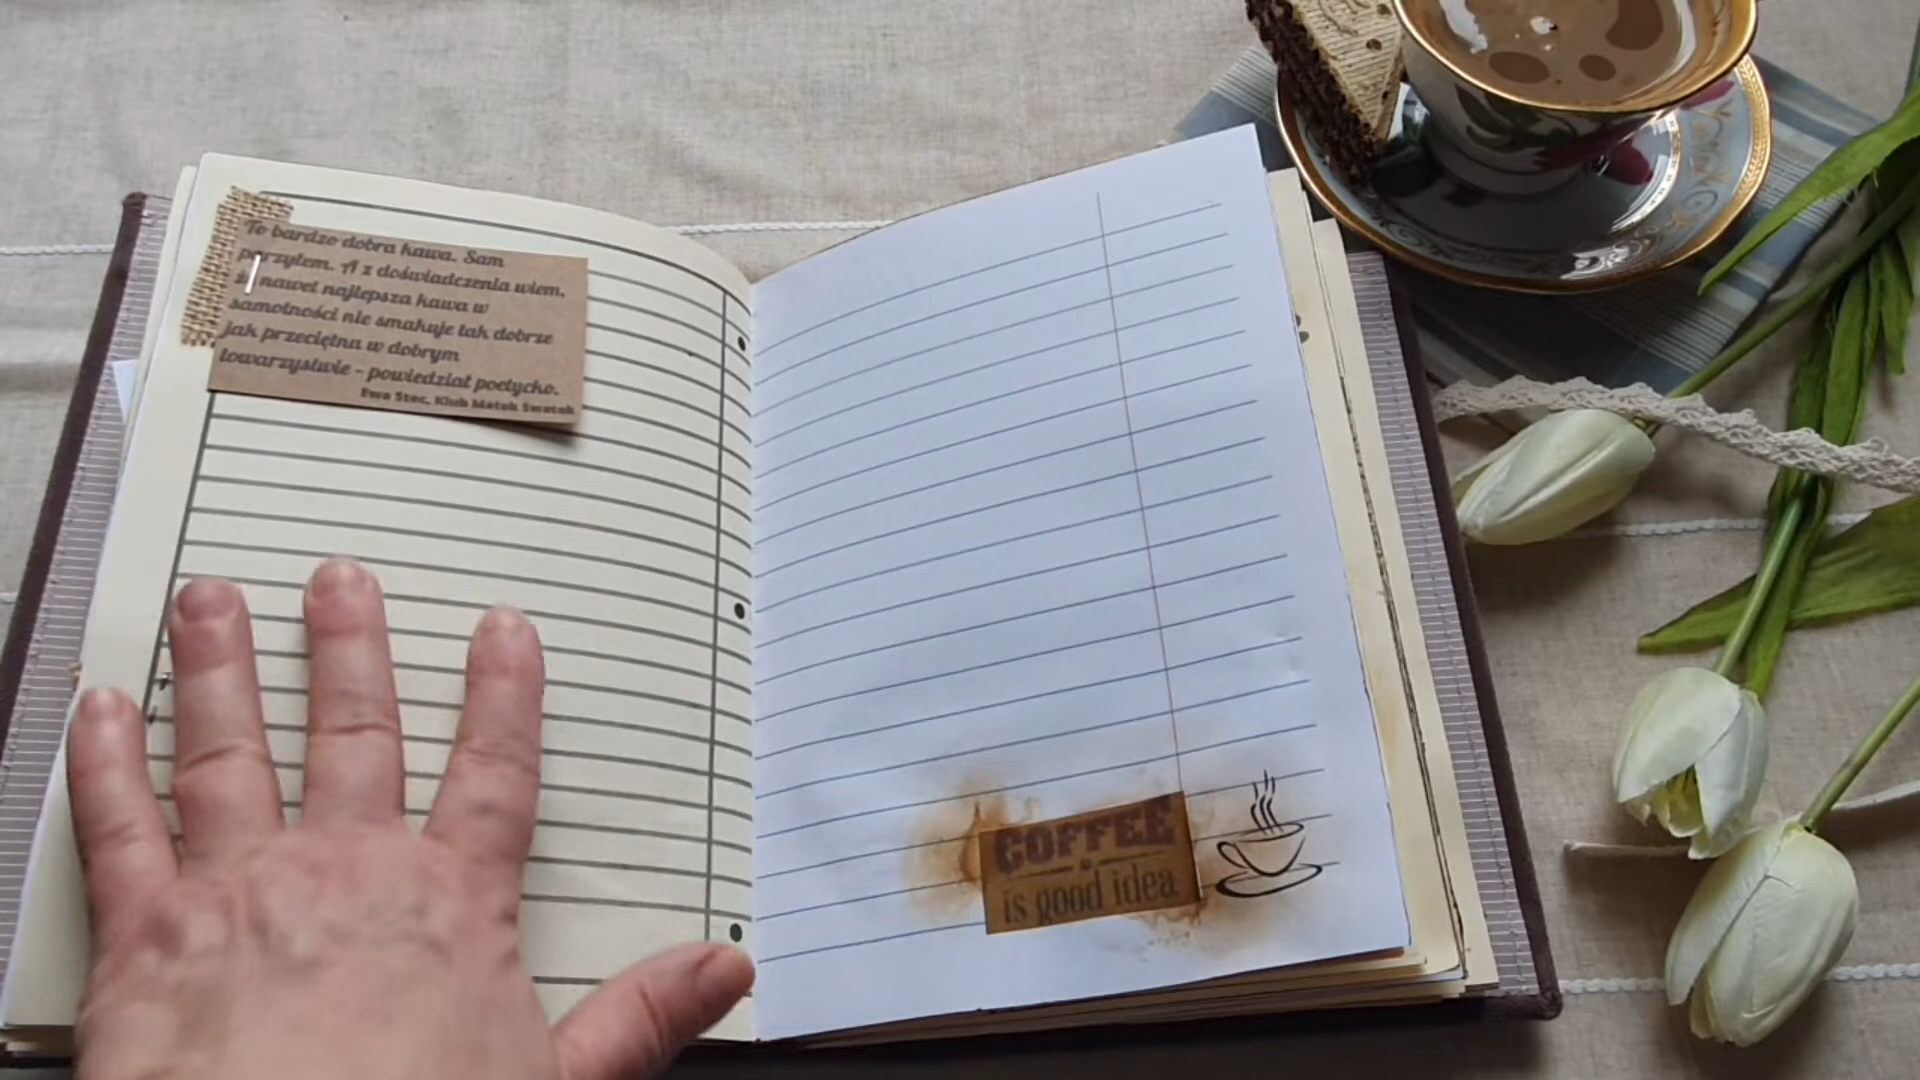 To bardzo dobra kawa. Sam
parzyłem. A z doświadczenia wiem,
nawet najlepsza kawa w
samotności nie smakuje tak dobrze
jak przeciętna w dobrym
towarzystwie – powiedział poetycko.
Ewa Stec, Klub Matek Swatek
COFFEE
is good idea